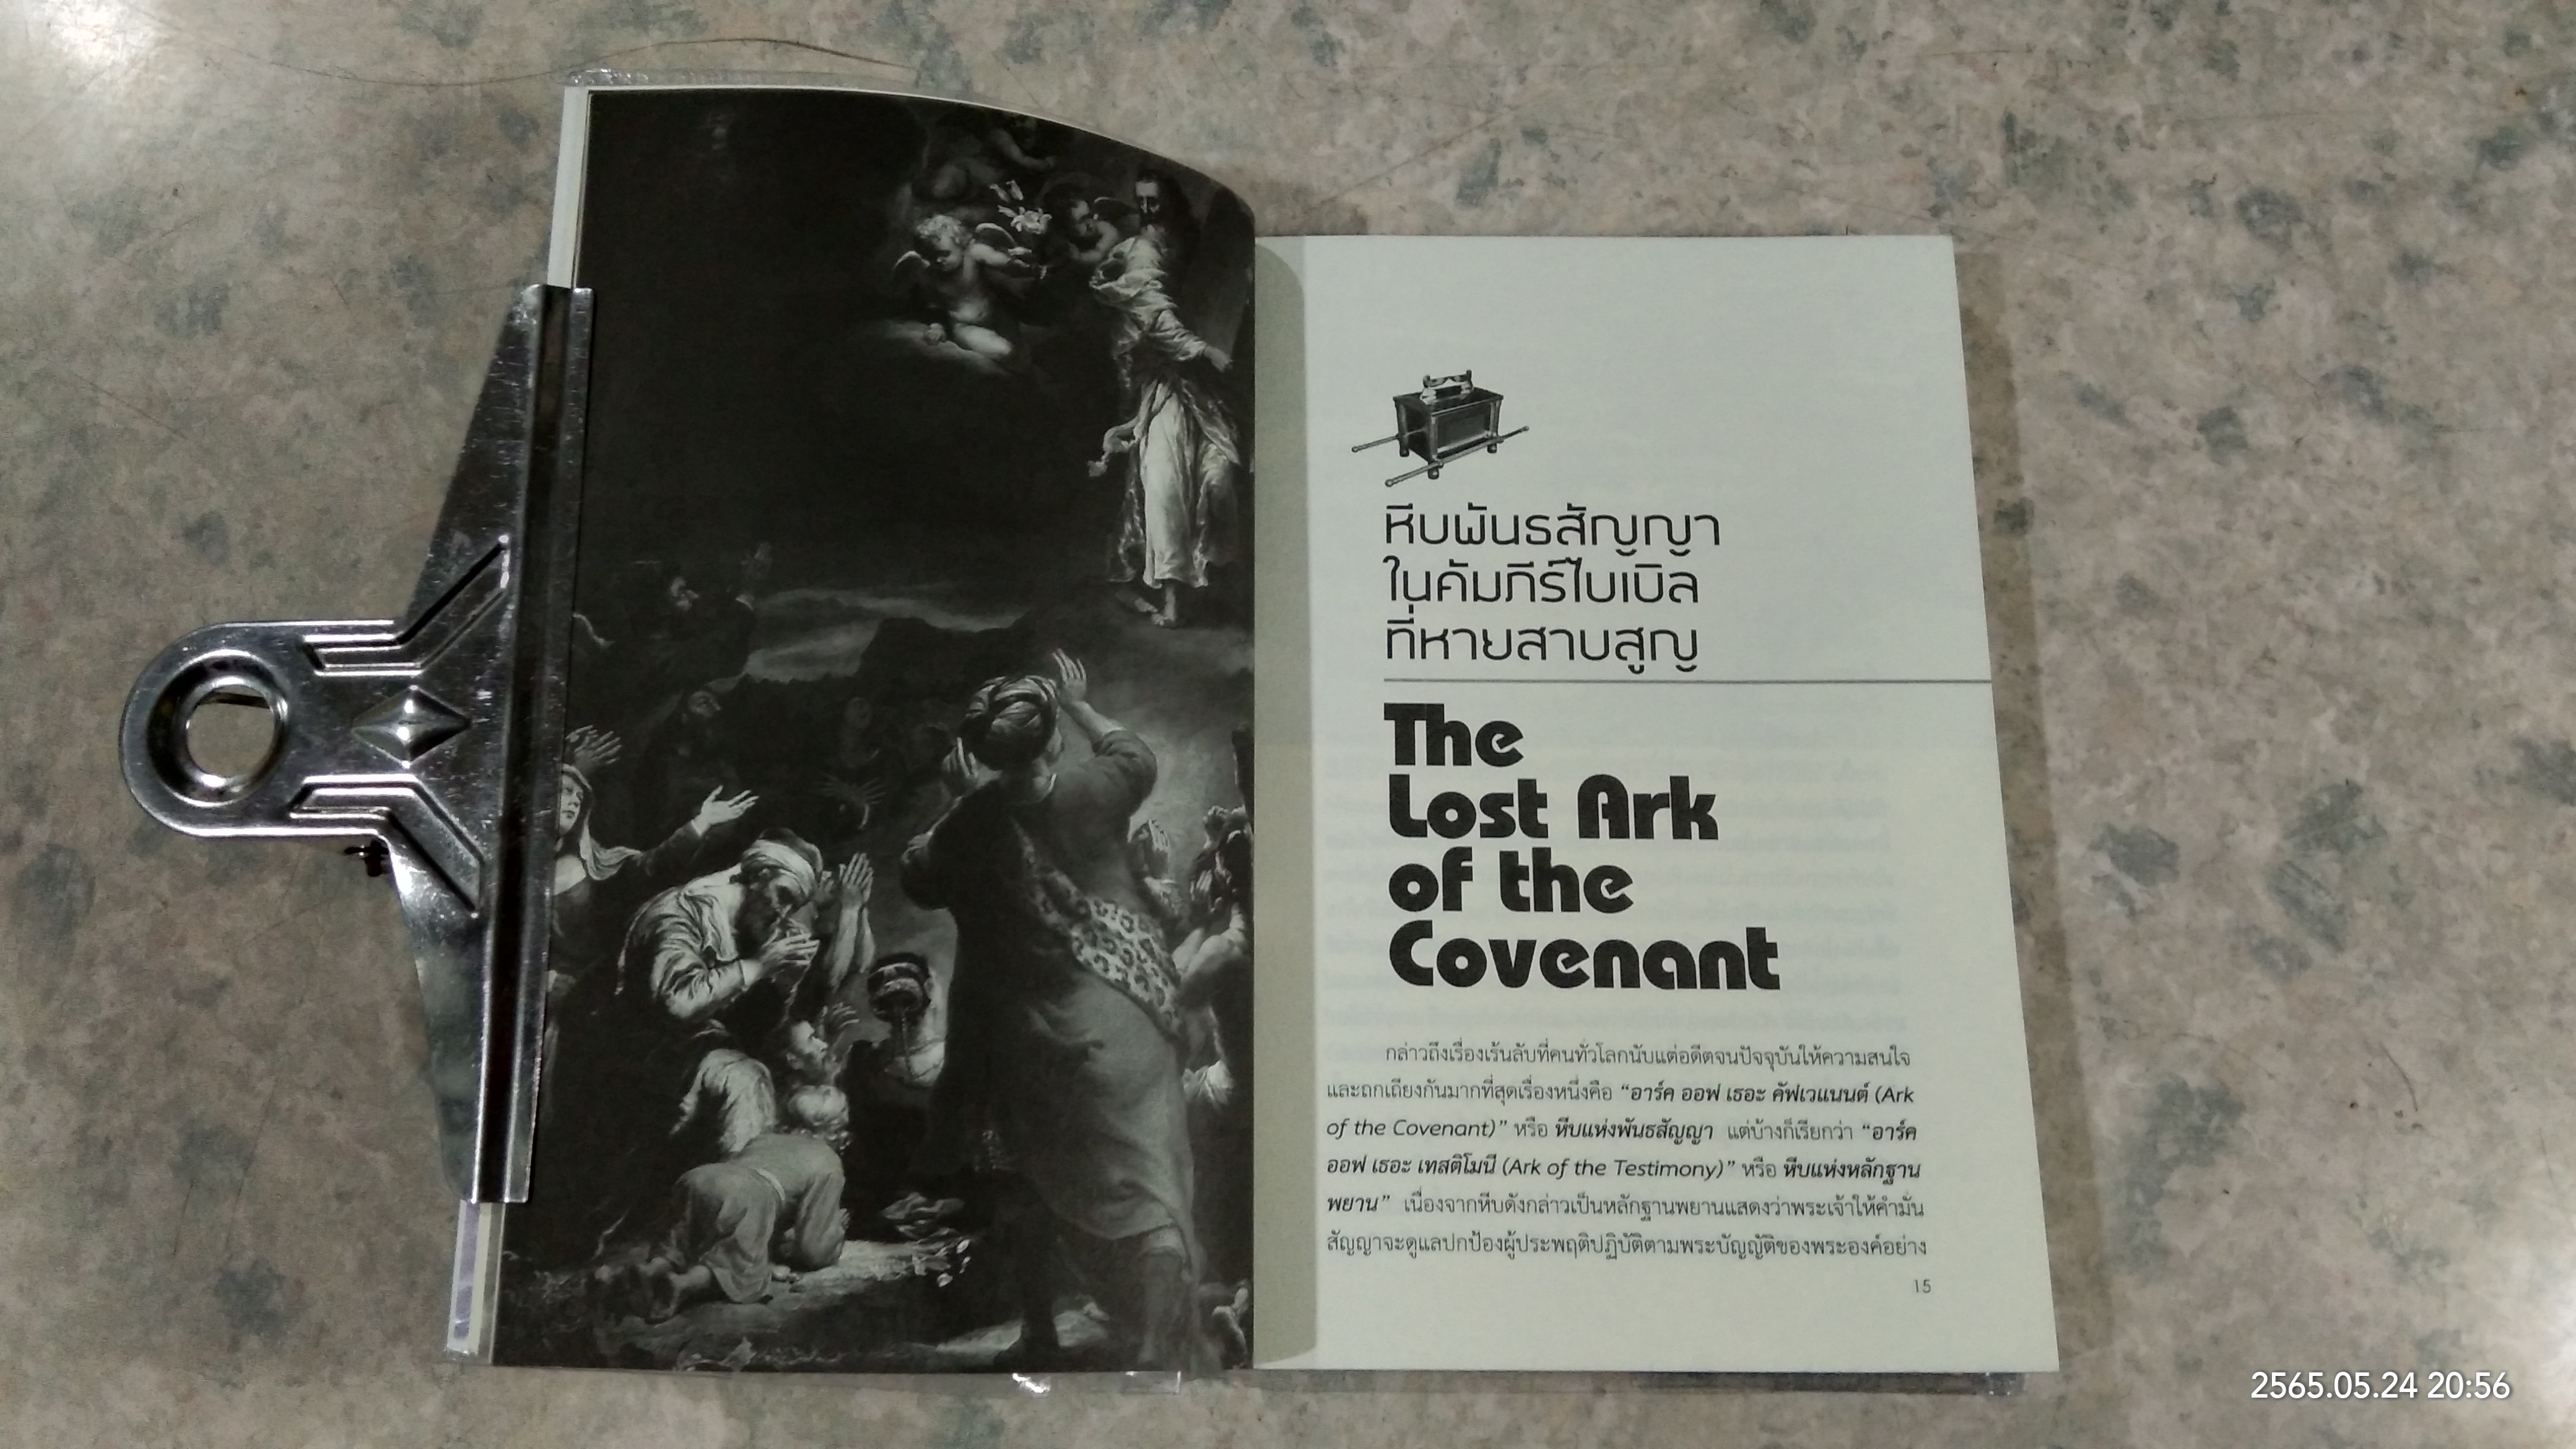 หีบพันธสัญญา
ในคัมภีร์ไบเบิล
ที่หายสาบสูญ
The
Lost Ark
of the
Covenant
กล่าวถึงเรื่องเร้นลับที่คนทั่วโลกนับแต่อดีตจนปัจจุบันให้ความสนใจ
และถกเถียงกันมากที่สุดเรื่องหนึ่งคือ “อาร์ค ออฟ เธอะ คัฟเวแนนต์ (Ark
of the Covenant)” หรือ หีบแห่งพันธสัญญา แต่บ้างก็เรียกว่า “อาร์ค
ออฟ เธอะ เทสติโมนี (Ark of the Testimony)” หรือ หีบแห่งหลักฐาน
พยาน” เนื่องจากหีบดังกล่าวเป็นหลักฐานพยานแสดงว่าพระเจ้าให้คำมั่น
สัญญาจะดูแลปกป้องผู้ประพฤติปฏิบัติตามพระบัญญัติของพระองค์อย่าง
15
2565.05.24 20:56